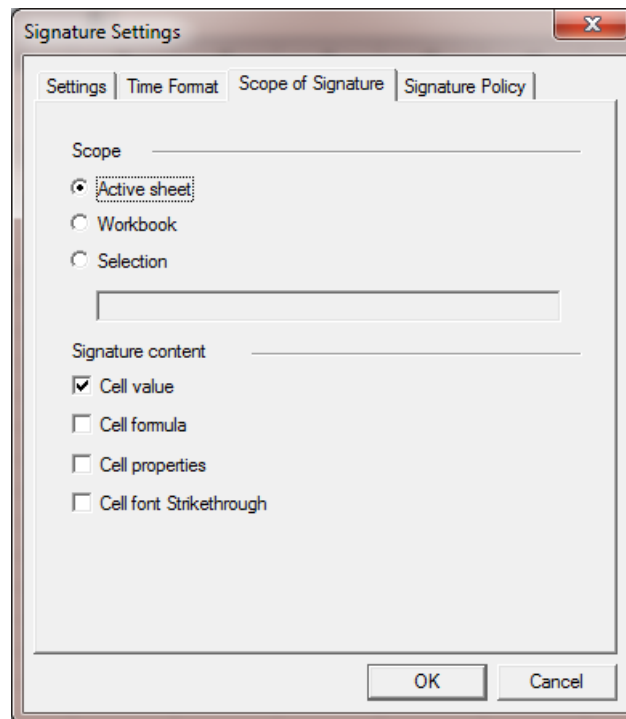 Signature Settings
Settings Time Format Scope of Signature Signature Policy
Scope
Active sheet
Workbook
Selection
Signature content
Cell value
Cell formula
Cell properties
Cell font Strikethrough
OK Cancel